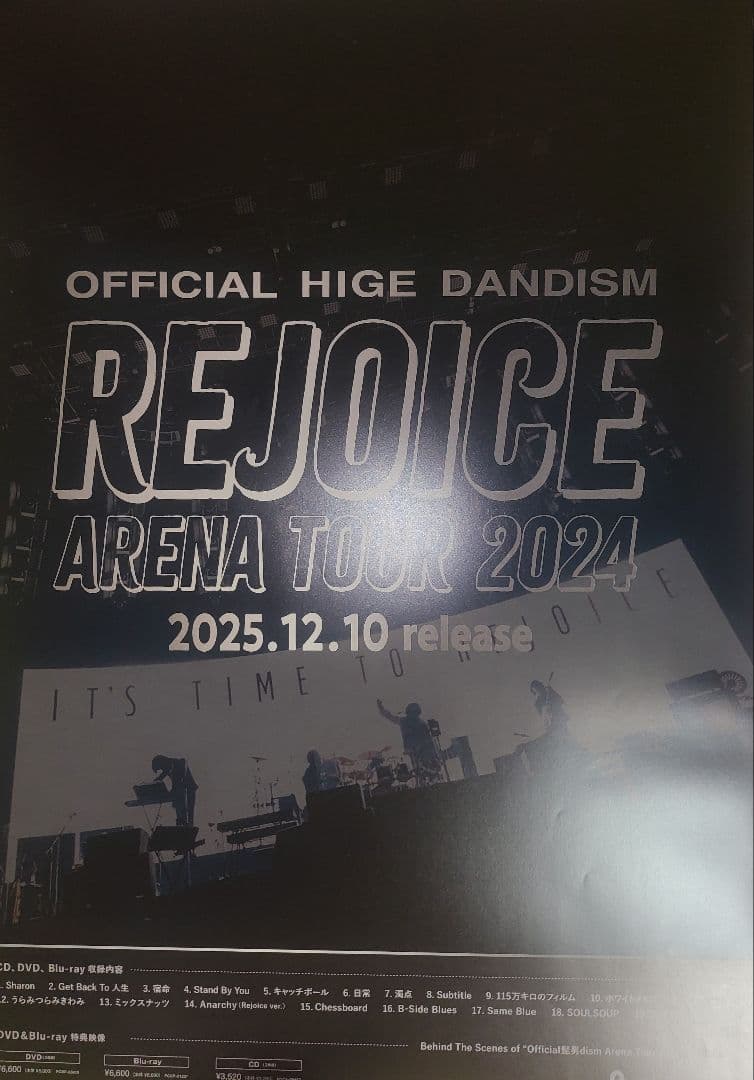 OFFICIAL HIGE DANDISM
REJOICE
ARENA TOUR 2024
2025.12.10 release
IT'S TIME TO REJOICE
CD、DVD、Blu-ray 収録内容
1. Sharon 2. Get Back To 人生 3. 宿命 4. Stand By You 5. キャッチボール 6. 日常 7. 濁点 8. Subtitle 9. 115万キロのフィルム 10.
12. うらみつらみきわみ 13. ミックスナッツ 14. Anarchy (Rejoice ver.) 15. Chessboard 16. B-Side Blues 17. Same Blue 18. SOULSOUP
DVD&Blu-ray 特典映像
Behind The Scenes of "Official髭男dism Arena Tour
DVD Blu-ray CD
¥6,600 ¥6,600 ¥3,520